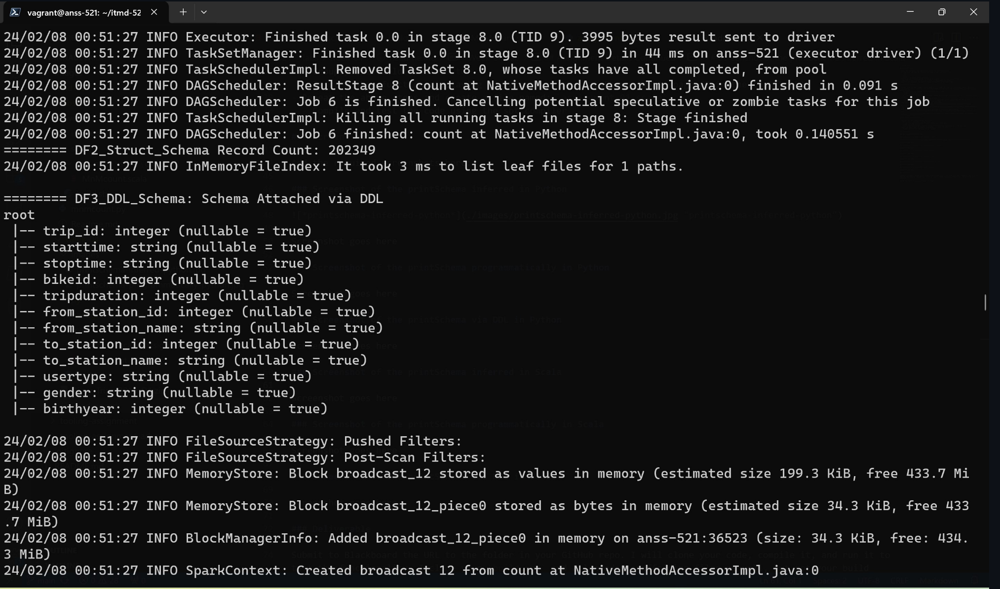 vagrant@anss-521: ~/itmd-52
24/02/08 00:51:27 INFO Executor: Finished task 0.0 in stage 8.0 (TID 9). 3995 bytes result sent to driver
24/02/08 00:51:27 INFO TaskSetManager: Finished task 0.0 in stage 8.0 (TID 9) in 44 ms on anss-521 (executor driver) (1/1)
24/02/08 00:51:27 INFO TaskSchedulerImpl: Removed TaskSet 8.0, whose tasks have all completed, from pool
24/02/08 00:51:27 INFO DAGScheduler: ResultStage 8 (count at NativeMethodAccessorImpl.java:0) finished in 0.091 s
24/02/08 00:51:27 INFO DAGScheduler: Job 6 is finished. Cancelling potential speculative or zombie tasks for this job
24/02/08 00:51:27 INFO TaskSchedulerImpl: Killing all running tasks in stage 8: Stage finished
24/02/08 00:51:27 INFO DAGScheduler: Job 6 finished: count at NativeMethodAccessorImpl.java:0, took 0.140551 s
======== DF2_Struct_Schema Record Count: 202349
24/02/08 00:51:27 INFO InMemoryFileIndex: It took 3 ms to list leaf files for 1 paths.
======== DF3_DDL_Schema: Schema Attached via DDL
root
 |-- trip_id: integer (nullable = true)
 |-- starttime: string (nullable = true)
 |-- stoptime: string (nullable = true)
 |-- bikeid: integer (nullable = true)
 |-- tripduration: integer (nullable = true)
 |-- from_station_id: integer (nullable = true)
 |-- from_station_name: string (nullable = true)
 |-- to_station_id: integer (nullable = true)
 |-- to_station_name: string (nullable = true)
 |-- usertype: string (nullable = true)
 |-- gender: string (nullable = true)
 |-- birthyear: integer (nullable = true)
24/02/08 00:51:27 INFO FileSourceStrategy: Pushed Filters:
24/02/08 00:51:27 INFO FileSourceStrategy: Post-Scan Filters:
24/02/08 00:51:27 INFO MemoryStore: Block broadcast_12 stored as values in memory (estimated size 199.3 KiB, free 433.7 Mi
B)
24/02/08 00:51:27 INFO MemoryStore: Block broadcast_12_piece0 stored as bytes in memory (estimated size 34.3 KiB, free 433
.7 MiB)
24/02/08 00:51:27 INFO BlockManagerInfo: Added broadcast_12_piece0 in memory on anss-521:36523 (size: 34.3 KiB, free: 434.
3 MiB)
24/02/08 00:51:27 INFO SparkContext: Created broadcast 12 from count at NativeMethodAccessorImpl.java:0